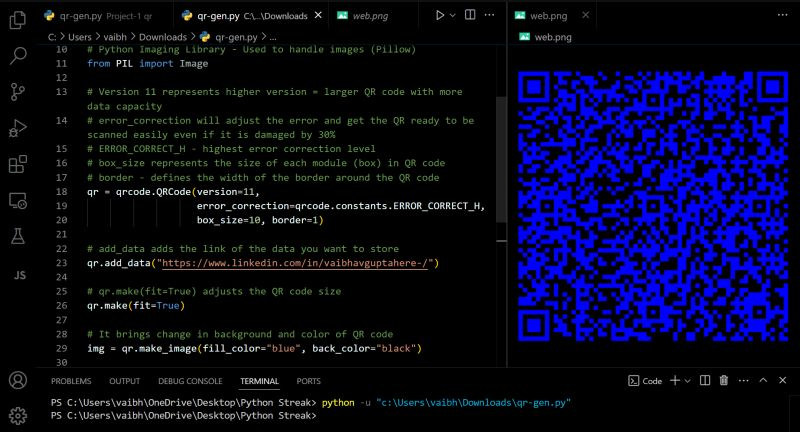 qr-gen.py Project-1 qr
qr-gen.py C:\...\Downloads
web.png
web.png
C: > Users > vaibh > Downloads > qr-gen.py > ...
web.png
10 # Python Imaging Library - Used to handle images (Pillow)
11 from PIL import Image
12
13 # Version 11 represents higher version = larger QR code with more
data capacity
14 # error_correction will adjust the error and get the QR ready to be
scanned easily even if it is damaged by 30%
15 # ERROR_CORRECT_H - highest error correction level
16 # box_size represents the size of each module (box) in QR code
17 # border - defines the width of the border around the QR code
18 qr = qrcode.QRCode(version=11,
19 error_correction=qrcode.constants.ERROR_CORRECT_H,
20 box_size=10, border=1)
21
22 # add_data adds the link of the data you want to store
23 qr.add_data("https://www.linkedin.com/in/vaibhavguptahere-/")
24
25 # qr.make(fit=True) adjusts the QR code size
26 qr.make(fit=True)
27
28 # It brings change in background and color of QR code
29 img = qr.make_image(fill_color="blue", back_color="black")
30
JS
PROBLEMS OUTPUT DEBUG CONSOLE TERMINAL PORTS
Code
PS C:\Users\vaibh\OneDrive\Desktop\Python Streak> python -u "c:\Users\vaibh\Downloads\qr-gen.py"
PS C:\Users\vaibh\OneDrive\Desktop\Python Streak>